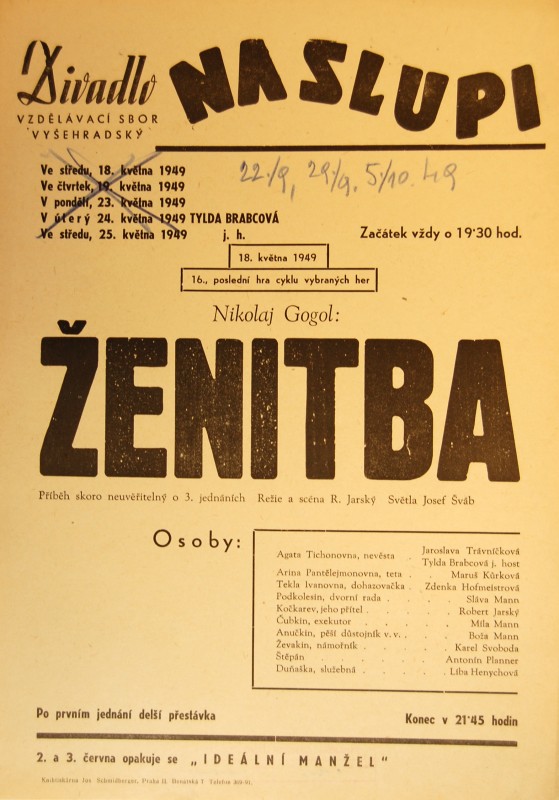 Divadlo NA SLUPI
VZDĚLÁVACÍ SBOR
VYŠEHRADSKÝ
Ve středu, 18. května 1949
Ve čtvrtek, 19. května 1949
V pondělí, 23. května 1949
V úterý 24. května 1949 TYLDA BRABCOVÁ
Ve středu, 25. května 1949 j. h.
22./9, 29/9. 5/10. 49
Začátek vždy o 19·30 hod.
18. května 1949
16., poslední hra cyklu vybraných her
Nikolaj Gogol:
ŽENITBA
Příběh skoro neuvěřitelný o 3. jednáních Režie a scéna R. Jarský Světla Josef Šváb
Osoby:
Agata Tichonovna, nevěsta . Jaroslava Trávníčková
Tylda Brabcová j. host
Arina Pantělejmonovna, teta . . Maruš Kůrková
Tekla Ivanovna, dohazovačka . Zdenka Hofmeistrová
Podkolesin, dvorní rada . . . . Sláva Mann
Kočkarev, jeho přítel . . . . . Robert Jarský
Čubkin, exekutor . . . . . Míla Mann
Anučkin, pěší důstojník v. v. . . Boža Mann
Ževakin, námořník . . . . . Karel Svoboda
Štěpán . . . . . . Antonín Planner
Duňaška, služebná . . . . . Líba Henychová
Po prvním jednání delší přestávka
Konec v 21·45 hodin
2. a 3. června opakuje se „IDEÁLNÍ MANŽEL"
Knihtiskárna Jos. Schmidberger, Praha II.